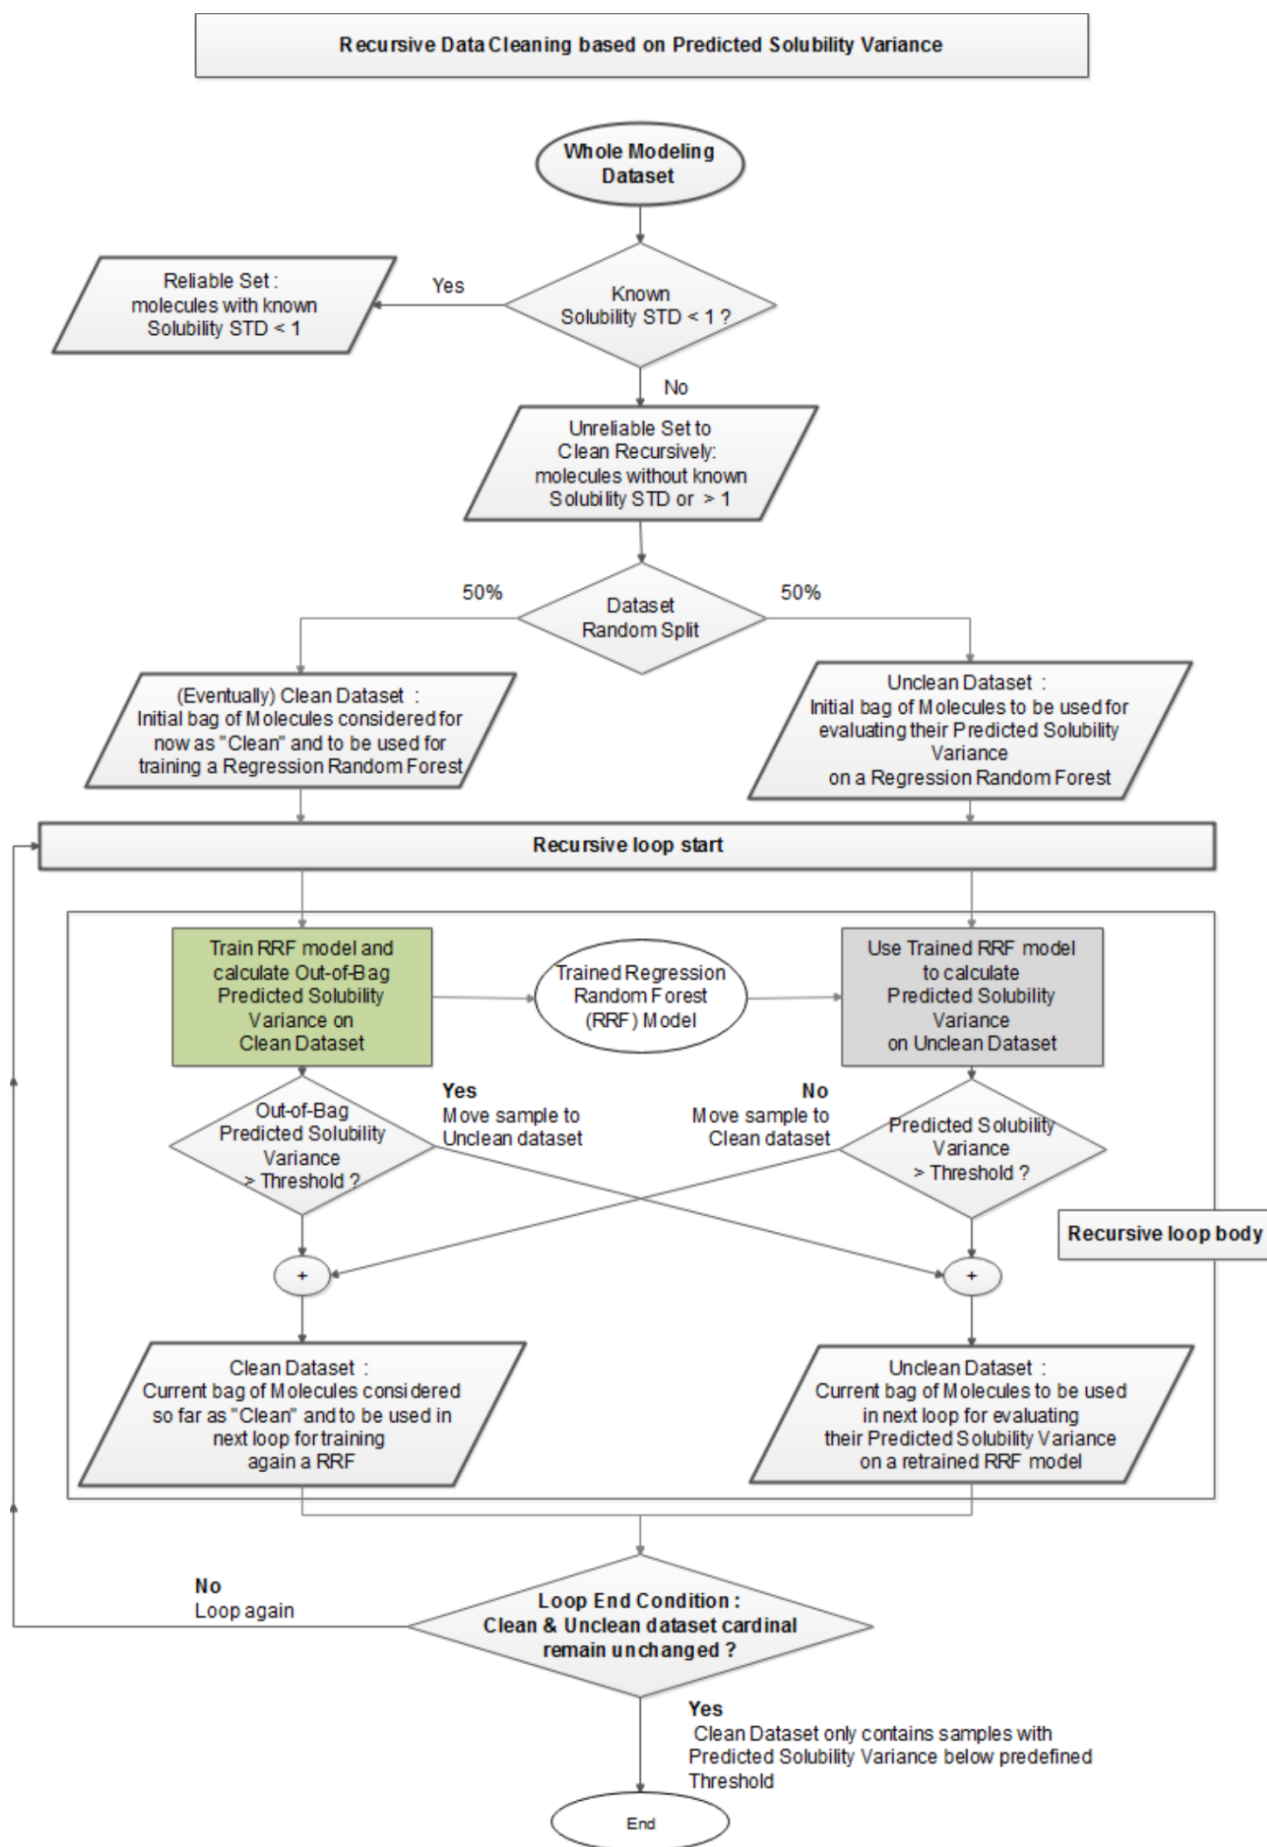 Recursive Data Cleaning based on Predicted Solubility Variance
Whole Modeling
Dataset
Known
Solubility STD < 1 ?
Yes
Reliable Set :
molecules with known
Solubility STD < 1
No
Unreliable Set to
Clean Recursively:
molecules without known
Solubility STD or > 1
50%
Dataset
Random Split
50%
(Eventually) Clean Dataset :
Initial bag of Molecules considered for
now as "Clean" and to be used for
training a Regression Random Forest
Unclean Dataset :
Initial bag of Molecules to be used for
evaluating their Predicted Solubility
Variance
on a Regression Random Forest
Recursive loop start
Train RRF model and
calculate Out-of-Bag
Predicted Solubility
Variance on
Clean Dataset
Trained Regression
Random Forest
(RRF) Model
Use Trained RRF model
to calculate
Predicted Solubility
Variance
on Unclean Dataset
Out-of-Bag
Predicted Solubility
Variance
> Threshold ?
Yes
Move sample to
Unclean dataset
No
Move sample to
Clean dataset
Predicted Solubility
Variance
> Threshold ?
Recursive loop body
+
+
Clean Dataset :
Current bag of Molecules considered
so far as "Clean" and to be used in
next loop for training
again a RRF
Unclean Dataset :
Current bag of Molecules to be used
in next loop for evaluating
their Predicted Solubility Variance
on a retrained RRF model
No
Loop again
Loop End Condition :
Clean & Unclean dataset cardinal
remain unchanged ?
Yes
Clean Dataset only contains samples with
Predicted Solubility Variance below predefined
Threshold
End